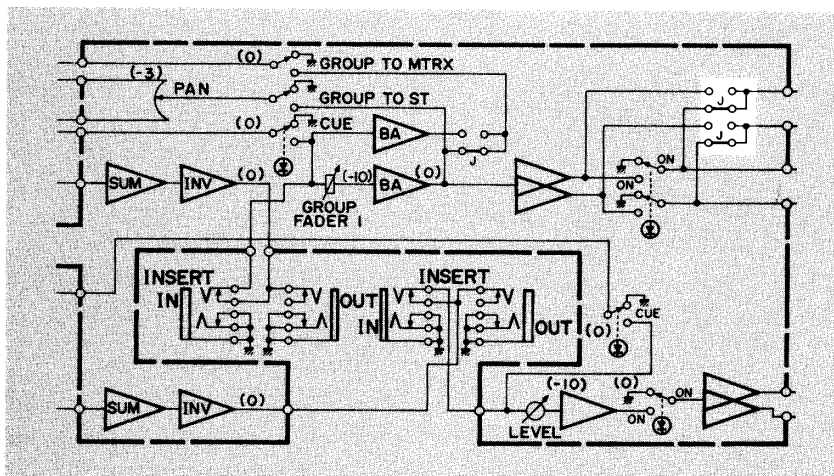 (0) GROUP TO MTRX
(-3) PAN
GROUP TO ST
(0) CUE
BA
J
J
J
SUM INV (0)
(-10) BA (0)
GROUP
FADER 1
ON
ON
INSERT
IN OUT
INSERT
IN OUT
(0) CUE
SUM INV (0)
LEVEL (-10) (0) ON
ON